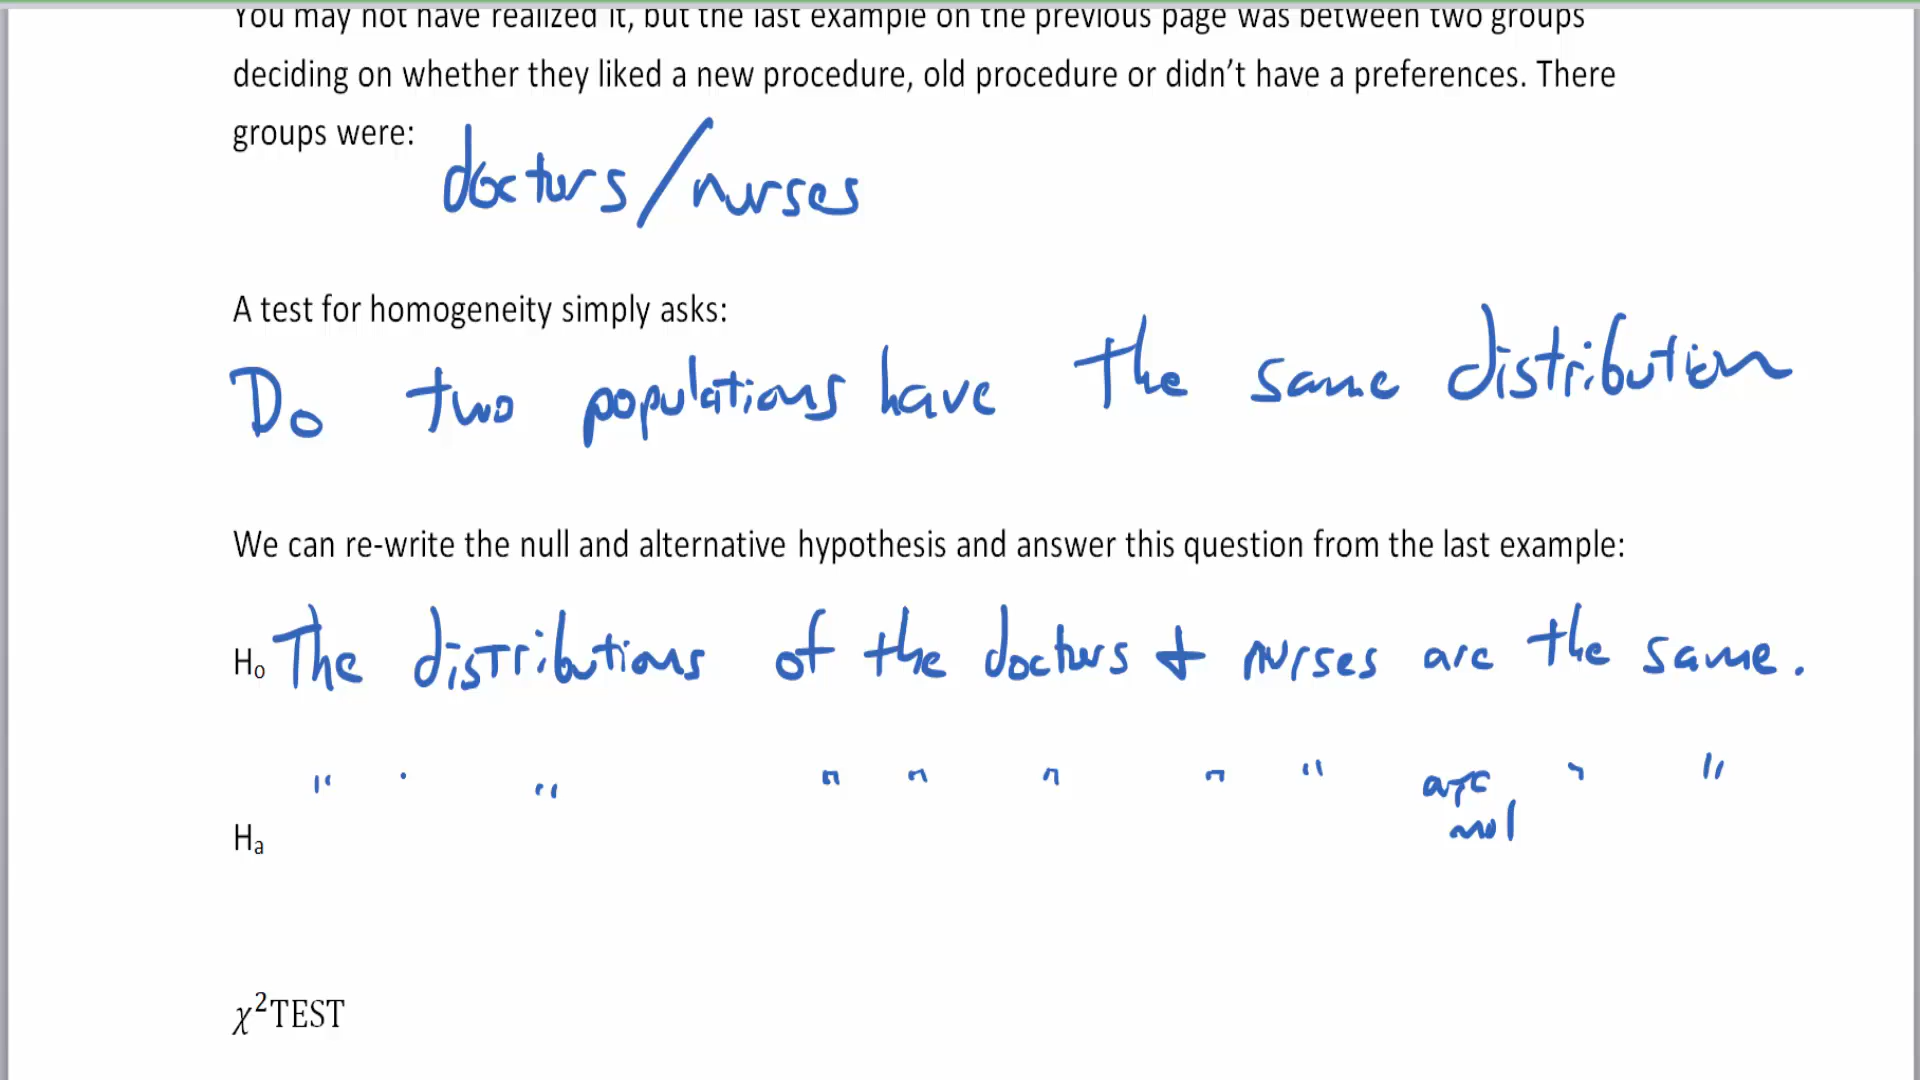 You may not have realized it, but the last example on the previous page was between two groups
deciding on whether they liked a new procedure, old procedure or didn't have a preferences. There
groups were:
doctors/nurses
A test for homogeneity simply asks:
Do two populations have the same distribution
We can re-write the null and alternative hypothesis and answer this question from the last example:
H₀ The distributions of the doctors + nurses are the same.
" " " " " " " are " "
not
Hₐ
χ²TEST